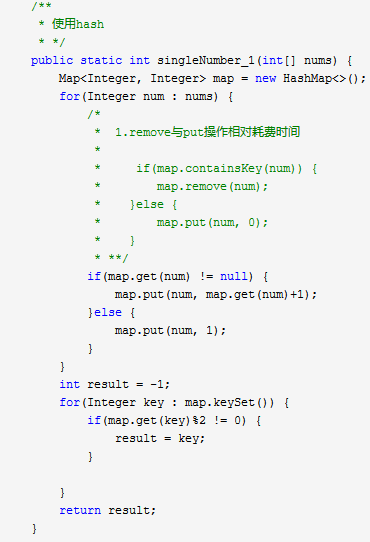 /**
 * 使用hash
 * */
public static int singleNumber_1(int[] nums) {
    Map<Integer, Integer> map = new HashMap<>();
    for(Integer num : nums) {
        /*
         *  1.remove与put操作相对耗费时间
         *
         *     if(map.containsKey(num)) {
         *        map.remove(num);
         *    }else {
         *        map.put(num, 0);
         *    }
         * **/
        if(map.get(num) != null) {
            map.put(num, map.get(num)+1);
        }else {
            map.put(num, 1);
        }
    }
    int result = -1;
    for(Integer key : map.keySet()) {
        if(map.get(key)%2 != 0) {
            result = key;
        }

    }
    return result;
}